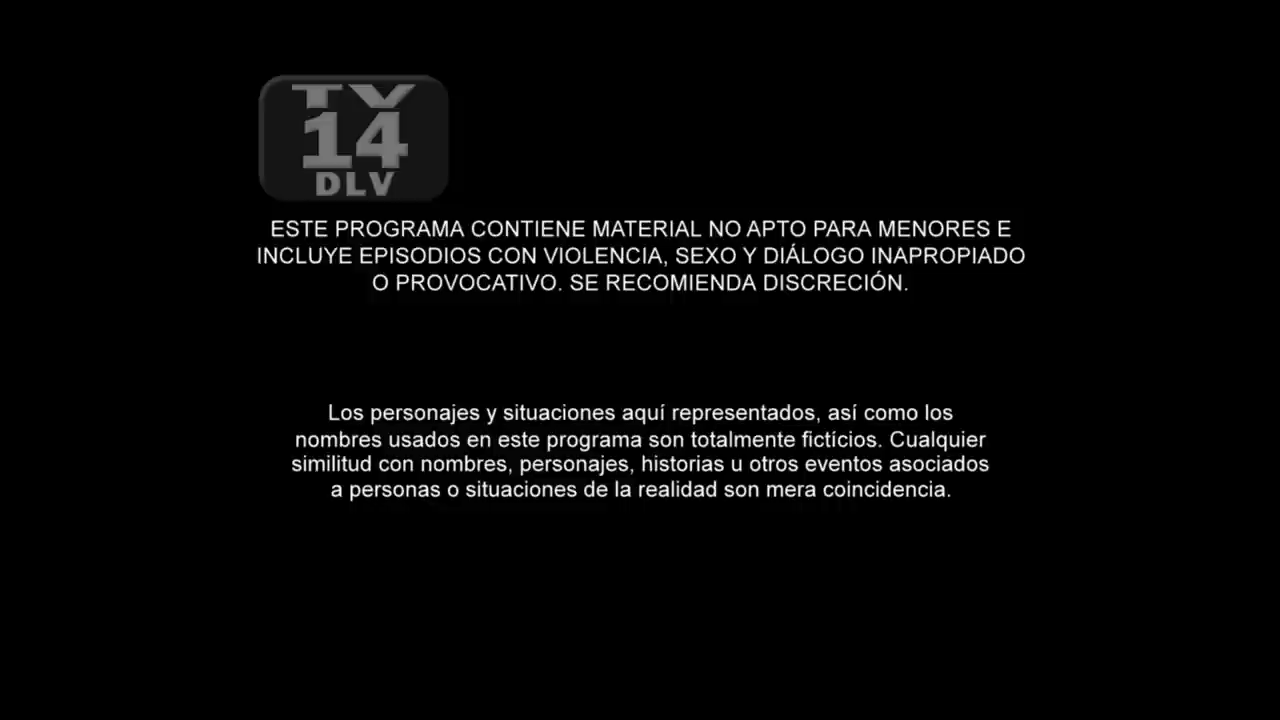 TV
14
DLV
ESTE PROGRAMA CONTIENE MATERIAL NO APTO PARA MENORES E
INCLUYE EPISODIOS CON VIOLENCIA, SEXO Y DIÁLOGO INAPROPIADO
O PROVOCATIVO. SE RECOMIENDA DISCRECIÓN.
Los personajes y situaciones aquí representados, así como los
nombres usados en este programa son totalmente fictícios. Cualquier
similitud con nombres, personajes, historias u otros eventos asociados
a personas o situaciones de la realidad son mera coincidencia.